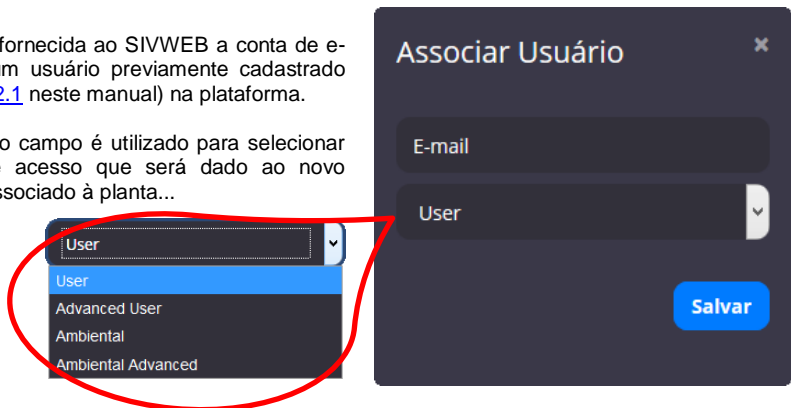 fornecida ao SIVWEB a conta de e-
um usuário previamente cadastrado
2.1 neste manual) na plataforma.
o campo é utilizado para selecionar
e acesso que será dado ao novo
ssociado à planta...
User
User
Advanced User
Ambiental
Ambiental Advanced
Associar Usuário ×
E-mail
User
Salvar